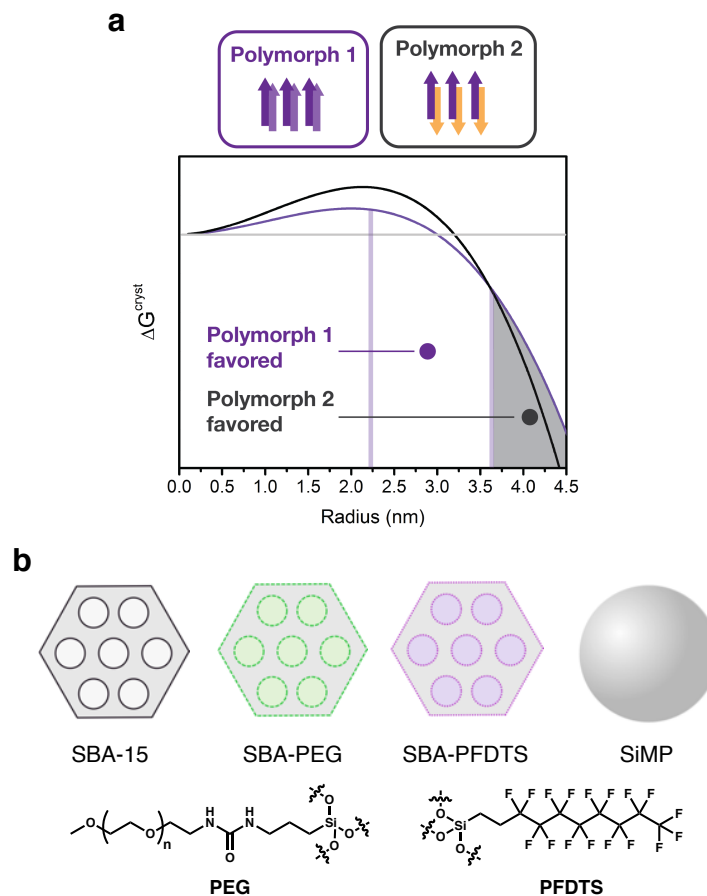 a
Polymorph 1
Polymorph 2
ΔG^cryst
Polymorph 1
favored
Polymorph 2
favored
0.0 0.5 1.0 1.5 2.0 2.5 3.0 3.5 4.0 4.5
Radius (nm)
b
SBA-15 SBA-PEG SBA-PFDTS SiMP
O ( O ) n H N O H N Si O O O
PEG
O O O Si F F F F F F F F F F F F F F F F F
PFDTS